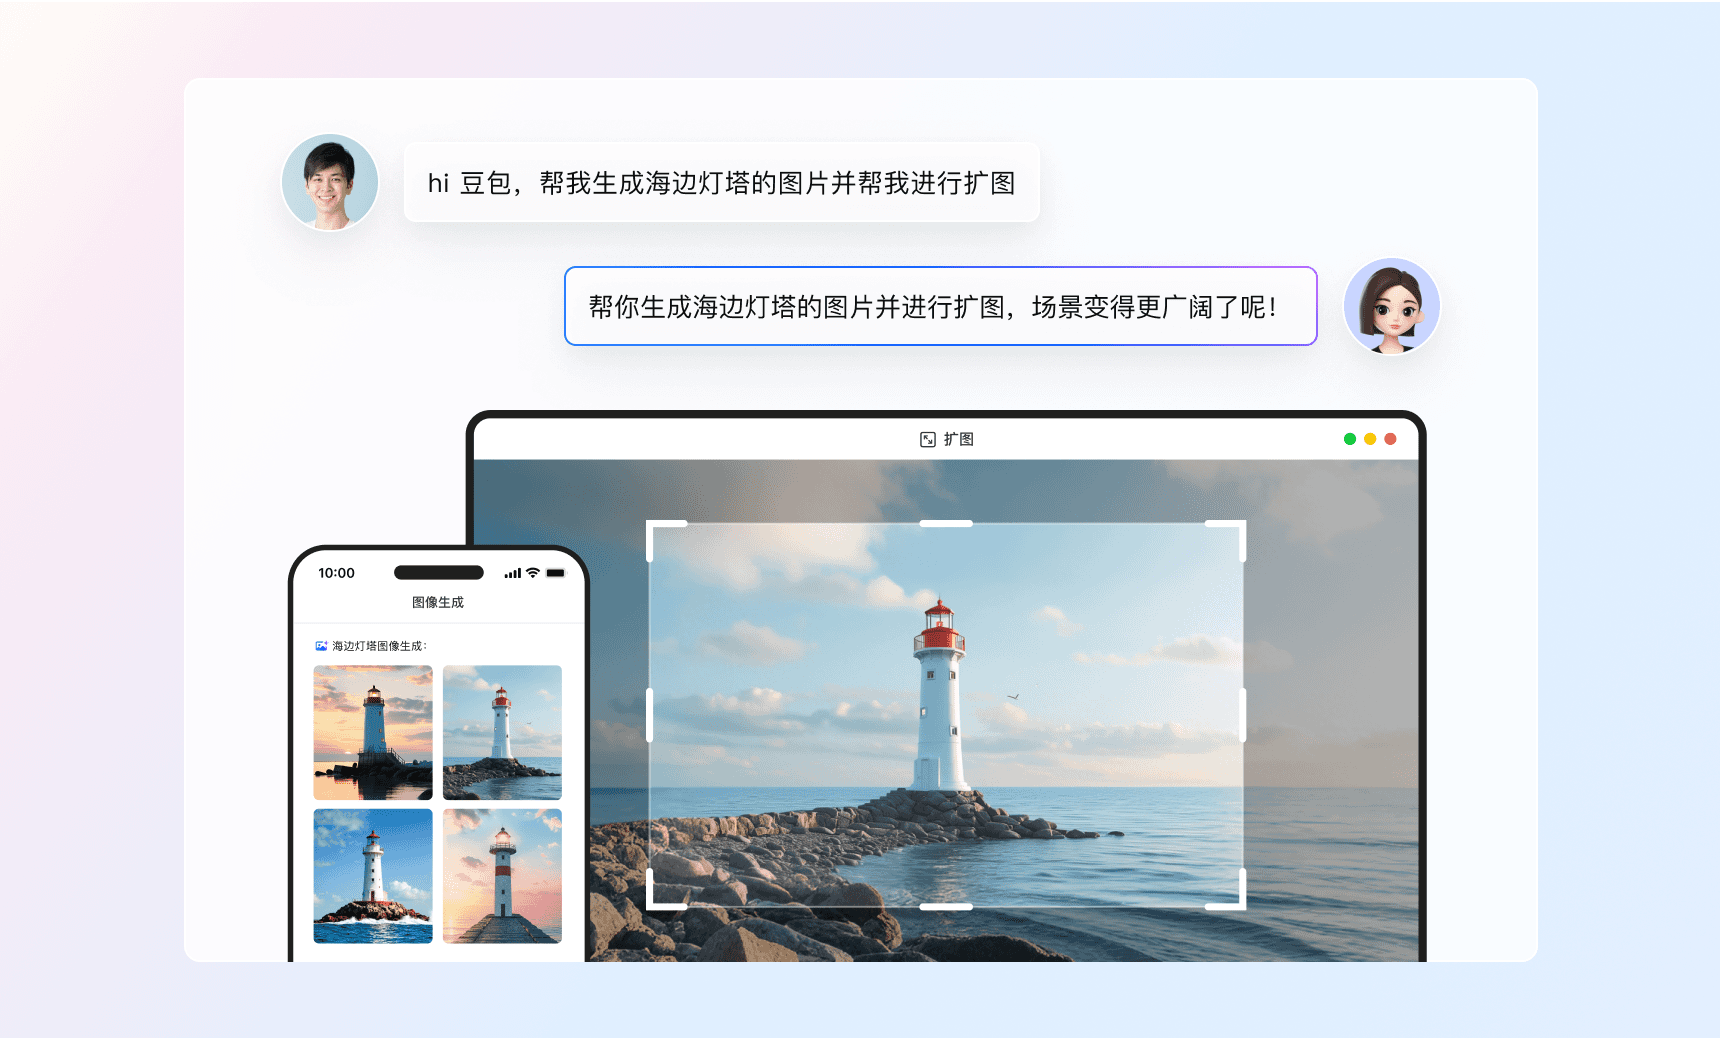 hi 豆包，帮我生成海边灯塔的图片并帮我进行扩图
帮你生成海边灯塔的图片并进行扩图，场景变得更广阔了呢！
扩图
10:00
图像生成
海边灯塔图像生成：